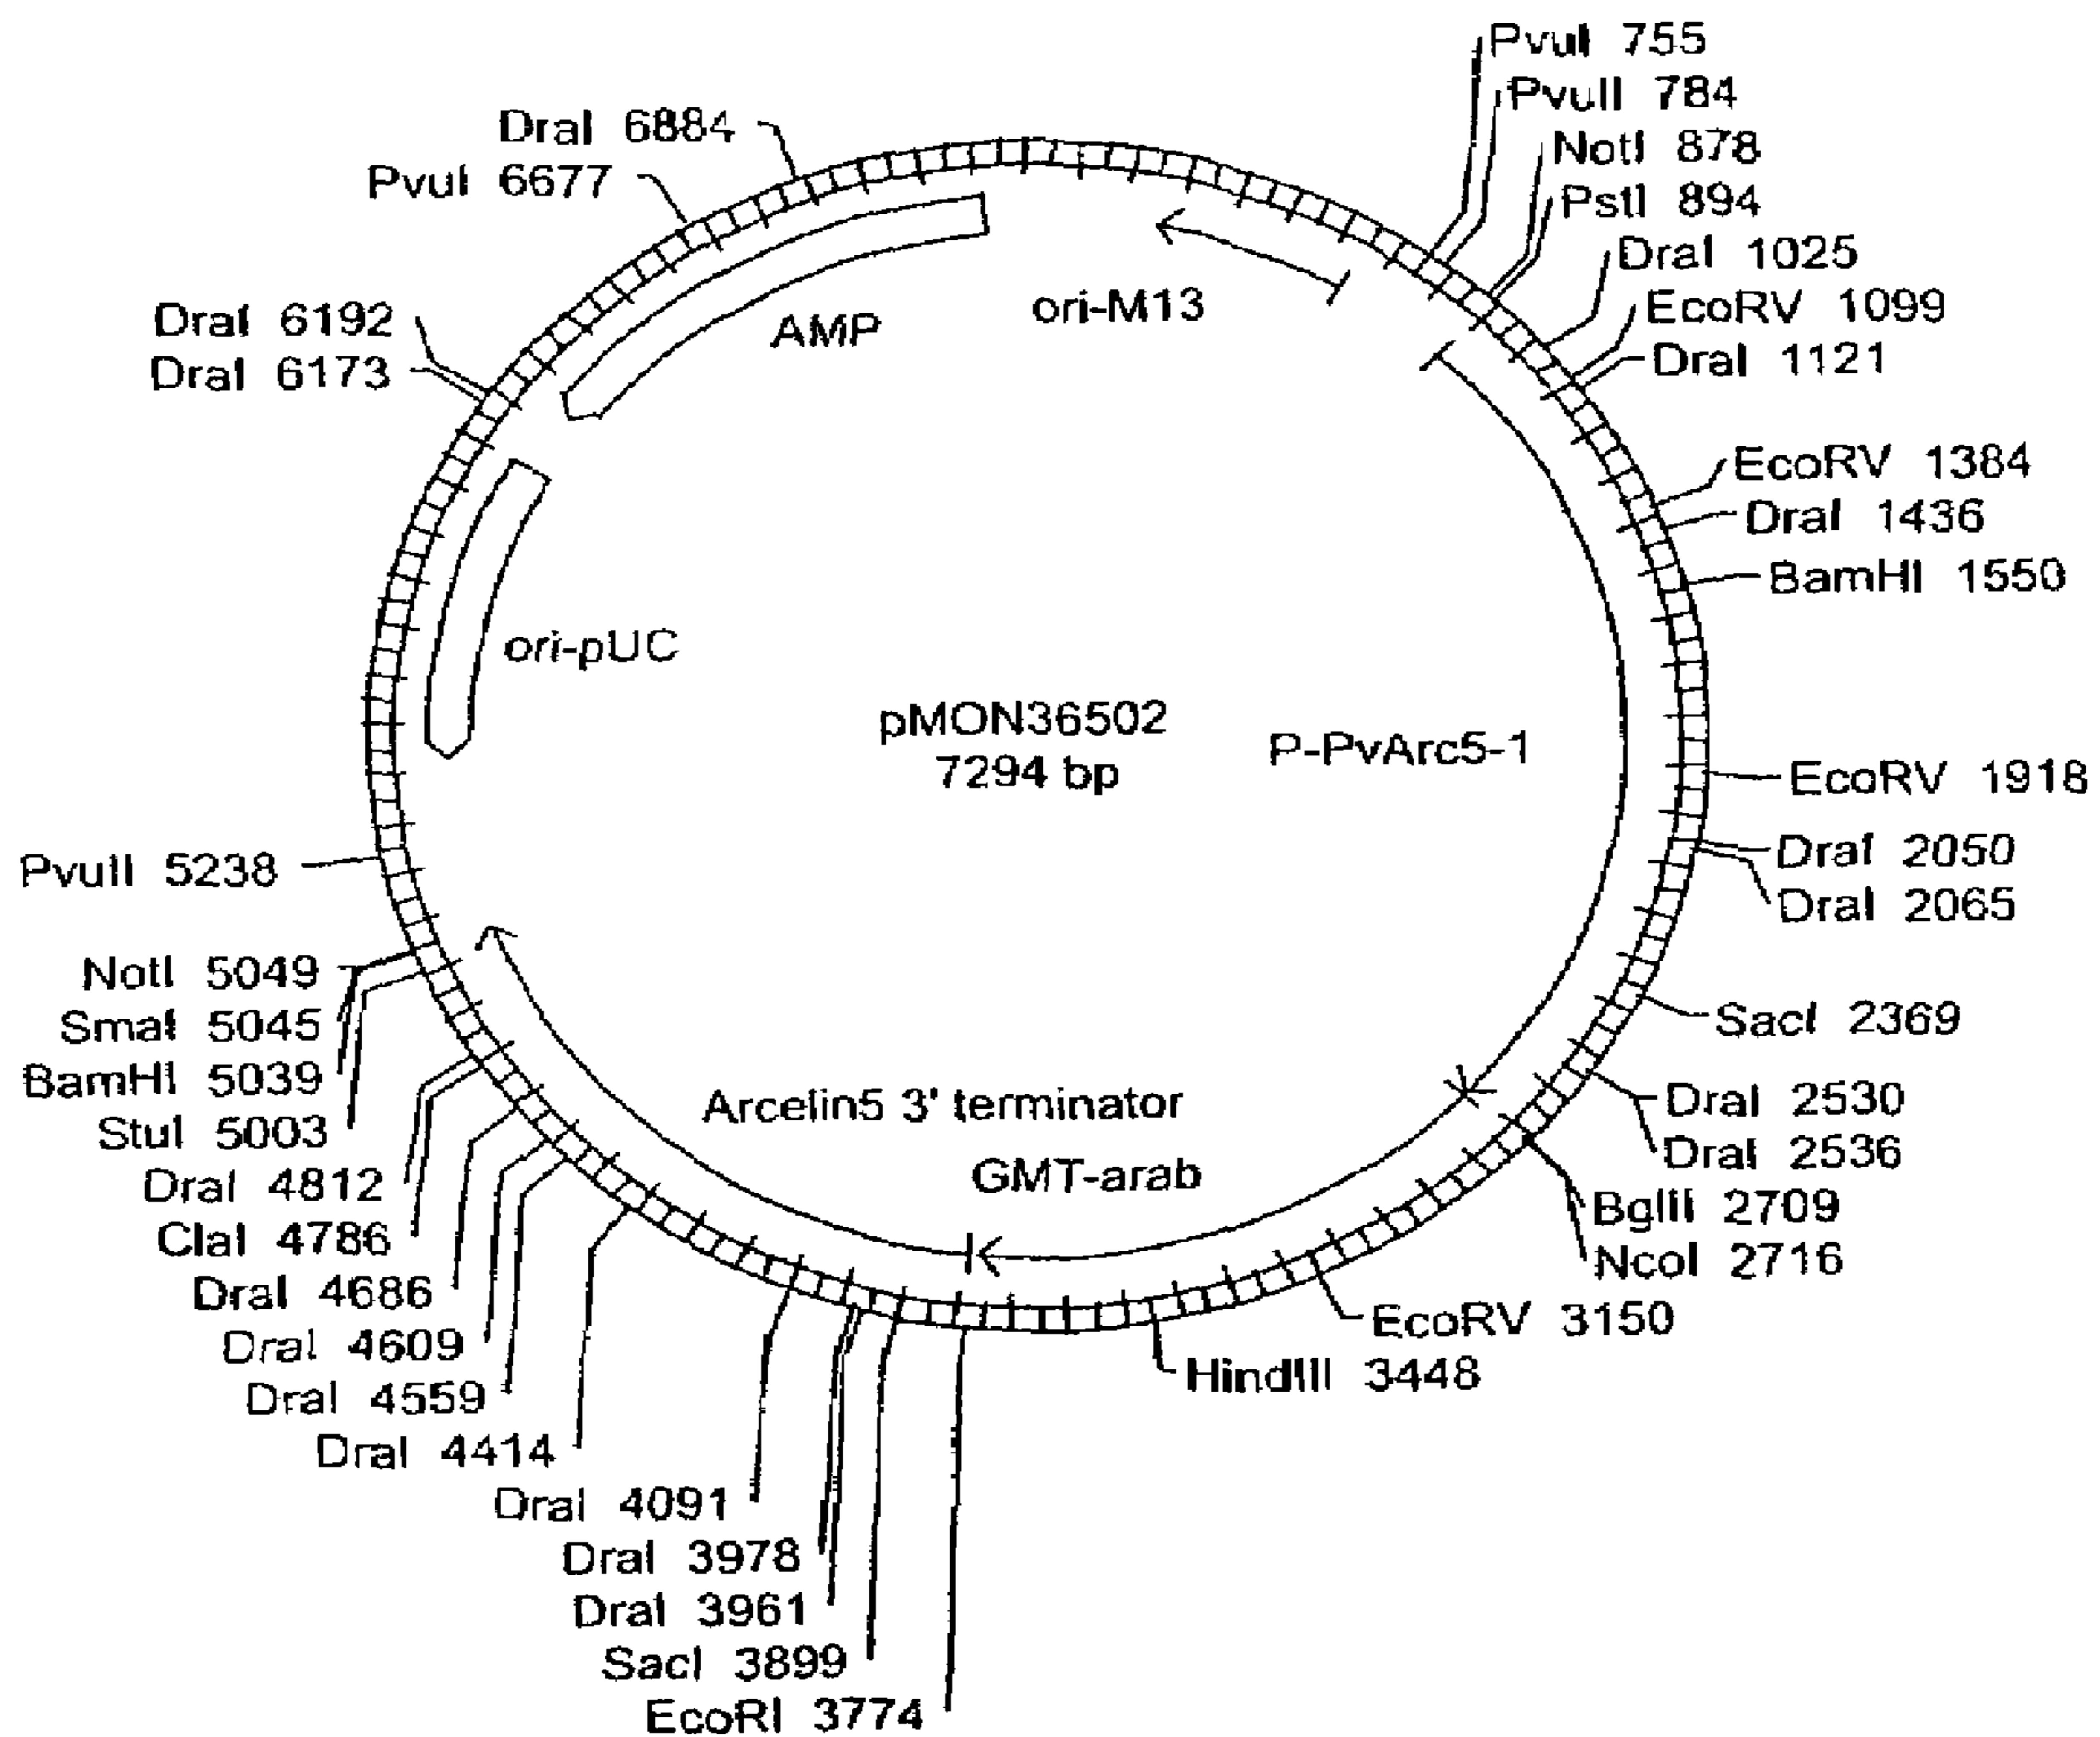 PvuI 755
PvuII 784
NotI 878
PstI 894
DraI 1025
EcoRV 1099
DraI 1121
EcoRV 1384
DraI 1436
BamHI 1550
EcoRV 1918
DraI 2050
DraI 2065
SacI 2369
DraI 2530
DraI 2536
BglII 2709
NcoI 2716
EcoRV 3150
HindIII 3448
EcoRI 3774
SacI 3899
DraI 3961
DraI 3978
DraI 4091
DraI 4414
DraI 4559
DraI 4609
DraI 4686
ClaI 4786
DraI 4812
StuI 5003
BamHI 5039
SmaI 5045
NotI 5049
PvuII 5238
DraI 6173
DraI 6192
PvuI 6677
DraI 6884
AMP
ori-M13
ori-pUC
pMON36502
7294 bp
P-PvArc5-1
Arcelin5 3' terminator
GMT-arab